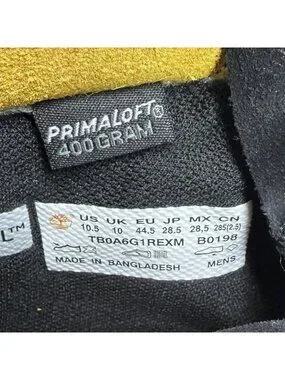 PRIMALOFT®
400 GRAM
L™
US UK EU JP MX CN
10.5 10 44.5 28.5 28,5 285(2.5)
TB0A6G1REXM B0198
MADE IN BANGLADESH MENS